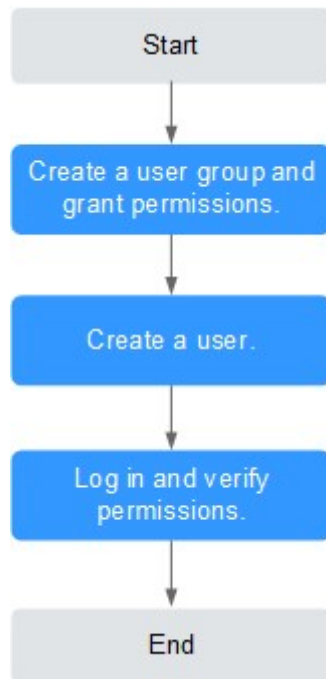 Start
Create a user group and
grant permissions.
Create a user.
Log in and verify
permissions.
End